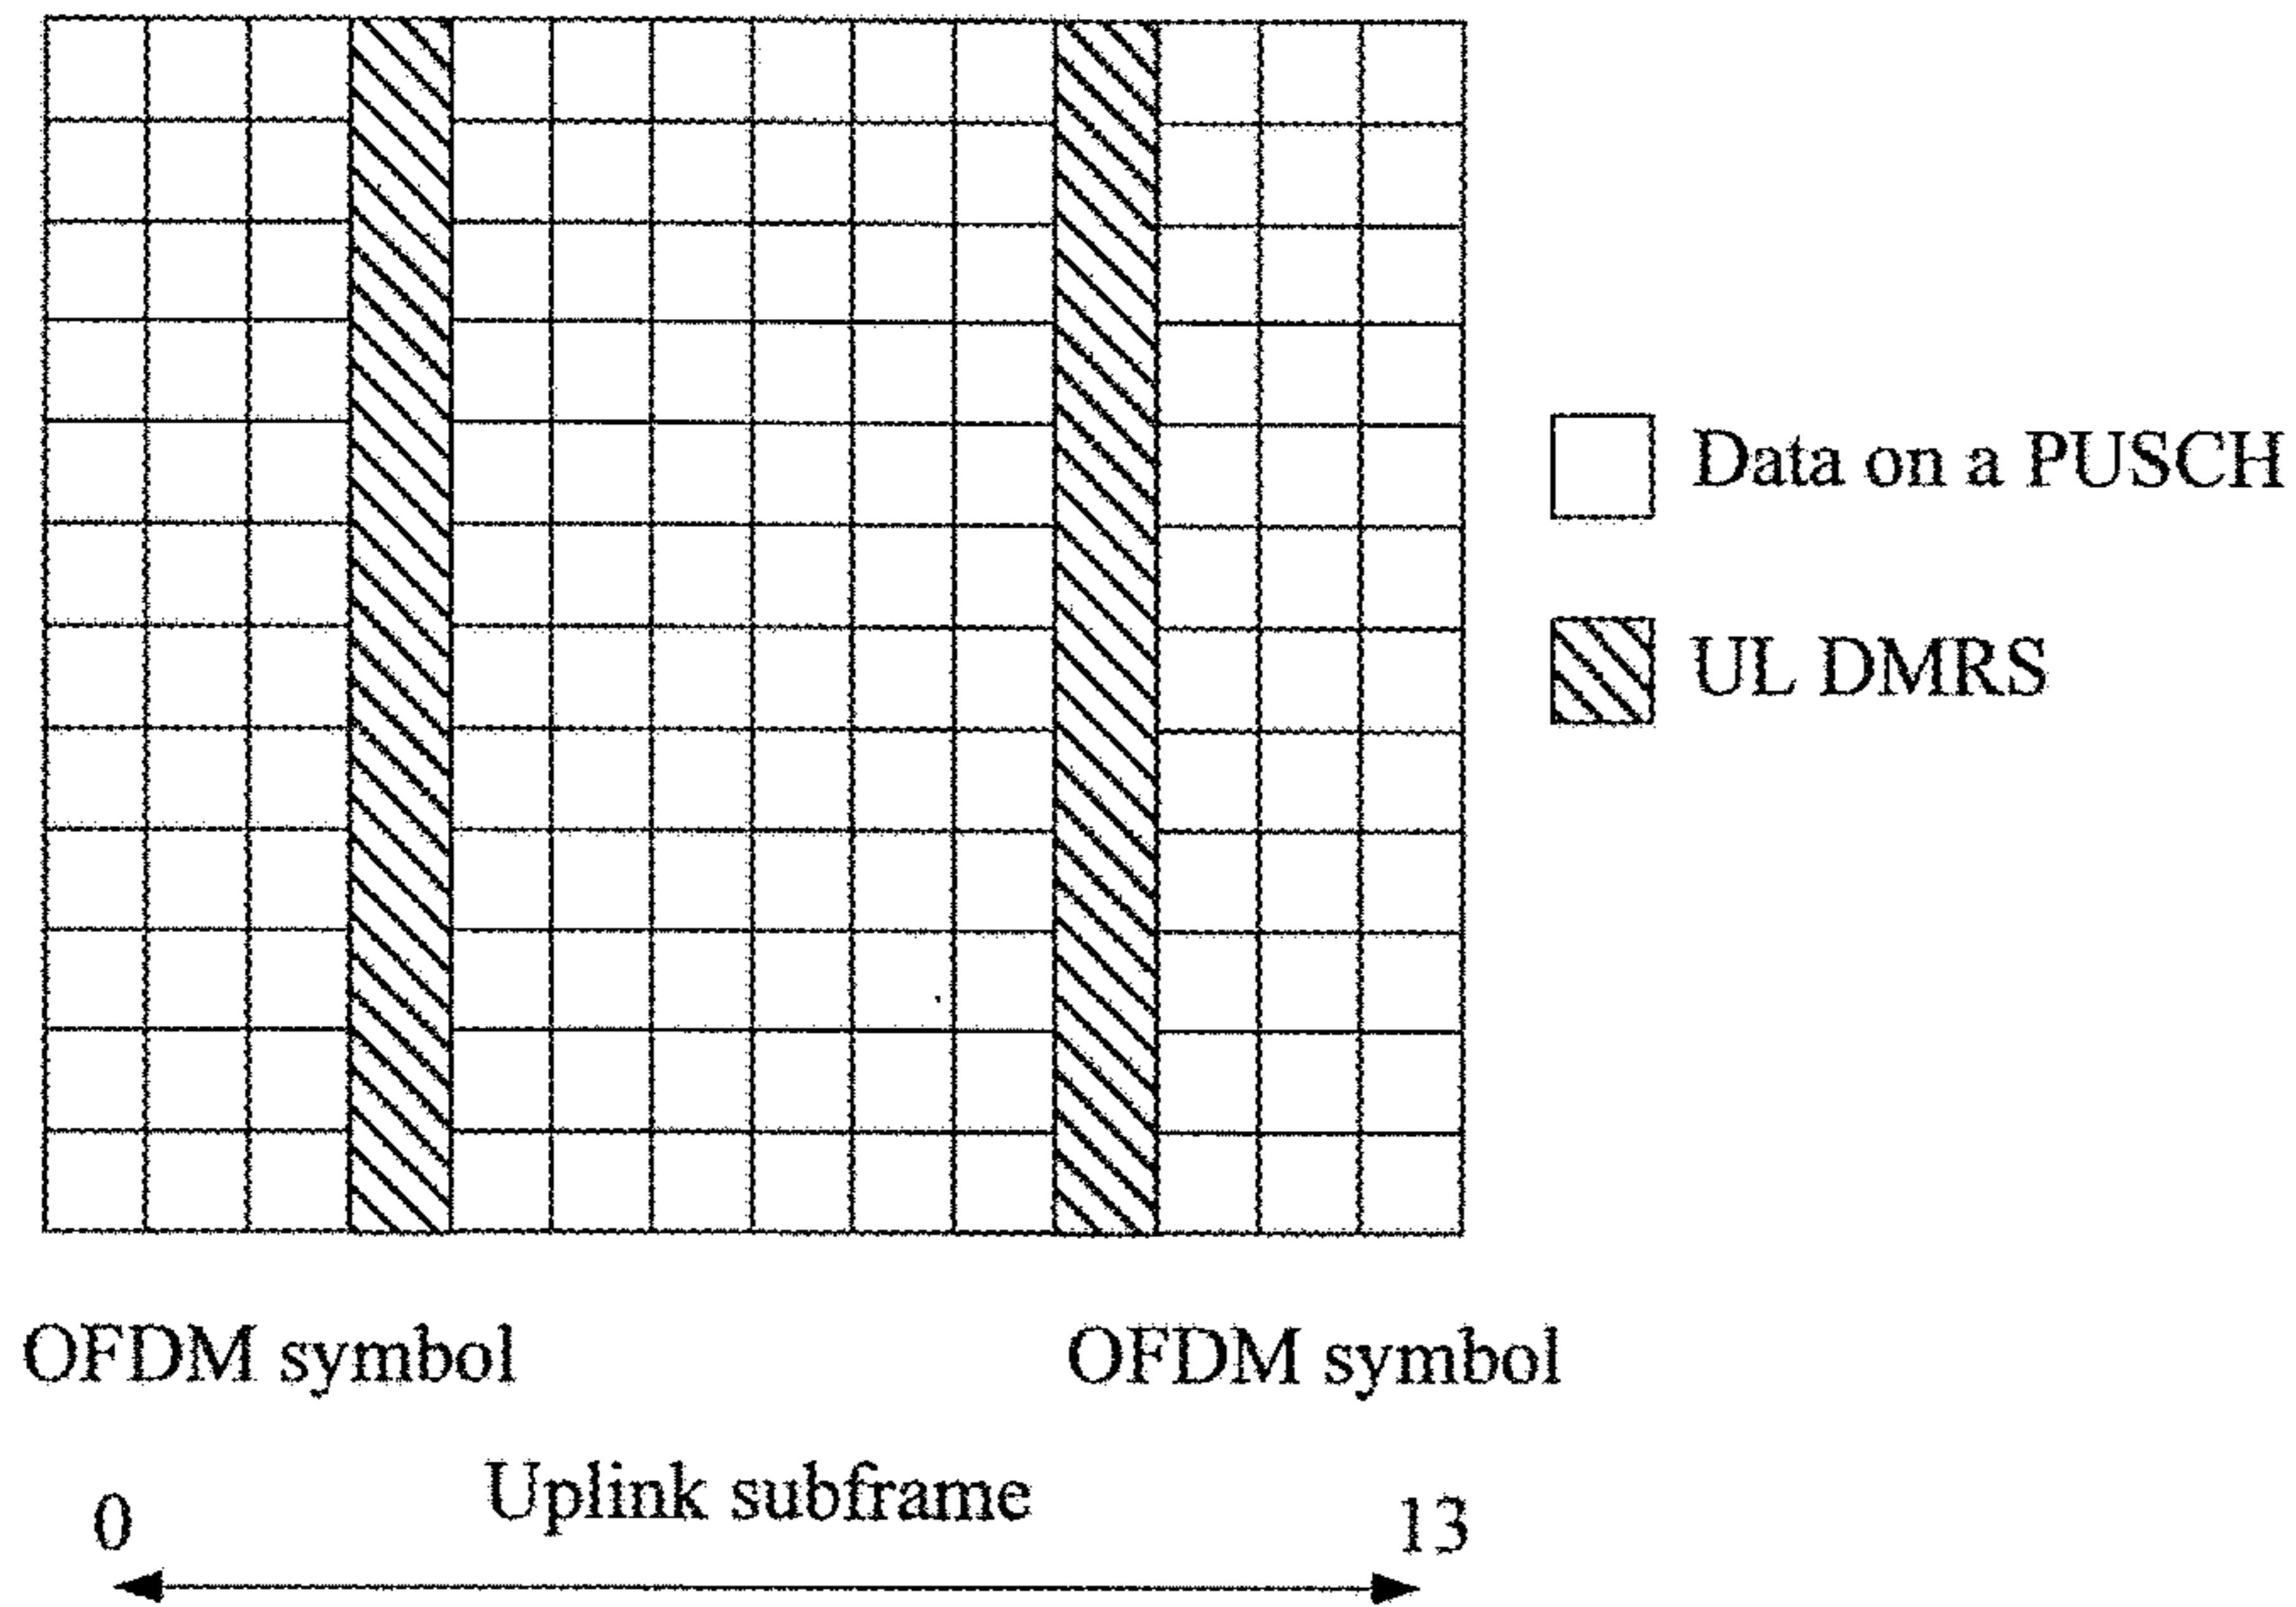 Data on a PUSCH
UL DMRS
OFDM symbol
OFDM symbol
Uplink subframe
0
13